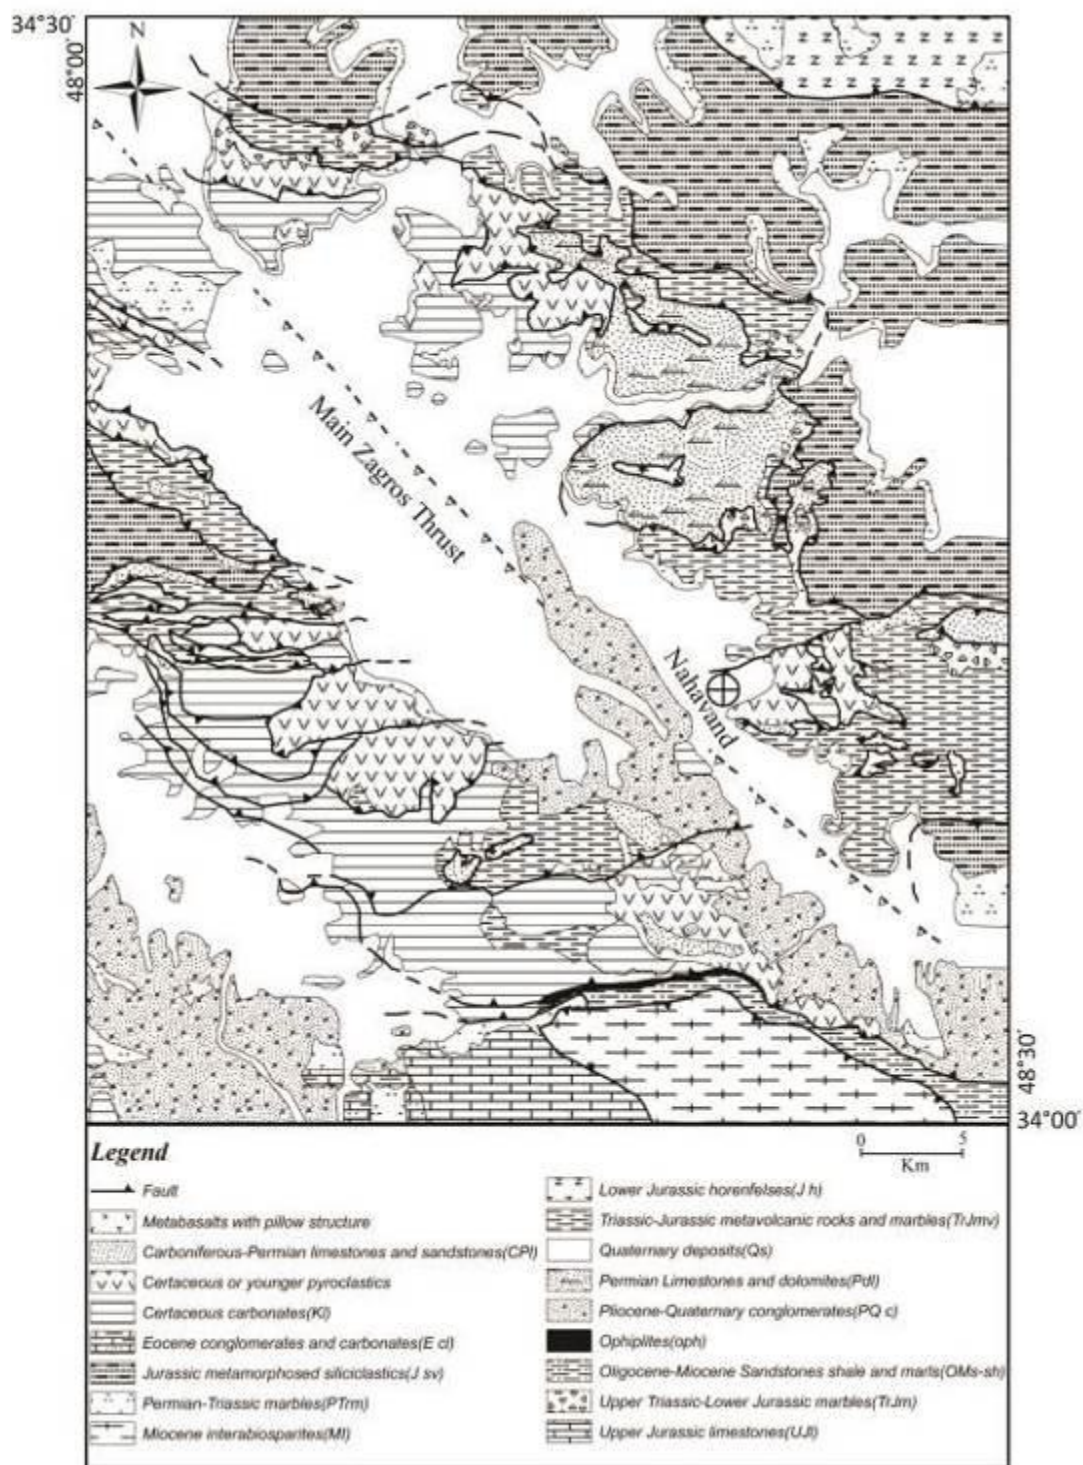 34°30'
48°00'
N
Main Zagros Thrust
Nahavand
48°30'
34°00'
Legend
0 5
Km
Fault
Metabasalts with pillow structure
Carboniferous-Permian limestones and sandstones(CPl)
Certaceous or younger pyroclastics
Certaceous carbonates(Kl)
Eocene conglomerates and carbonates(E cl)
Jurassic metamorphosed siliciclastics(J sv)
Permian-Triassic marbles(PTrm)
Miocene interabiosparites(Ml)
Lower Jurassic horenfelses(J h)
Triassic-Jurassic metavolcanic rocks and marbles(TrJmv)
Quaternary deposits(Qs)
Permian Limestones and dolomites(Pdl)
Pliocene-Quaternary conglomerates(PQ c)
Ophiplites(oph)
Oligocene-Miocene Sandstones shale and marls(OMs-sh)
Upper Triassic-Lower Jurassic marbles(TrJm)
Upper Jurassic limestones(UJl)